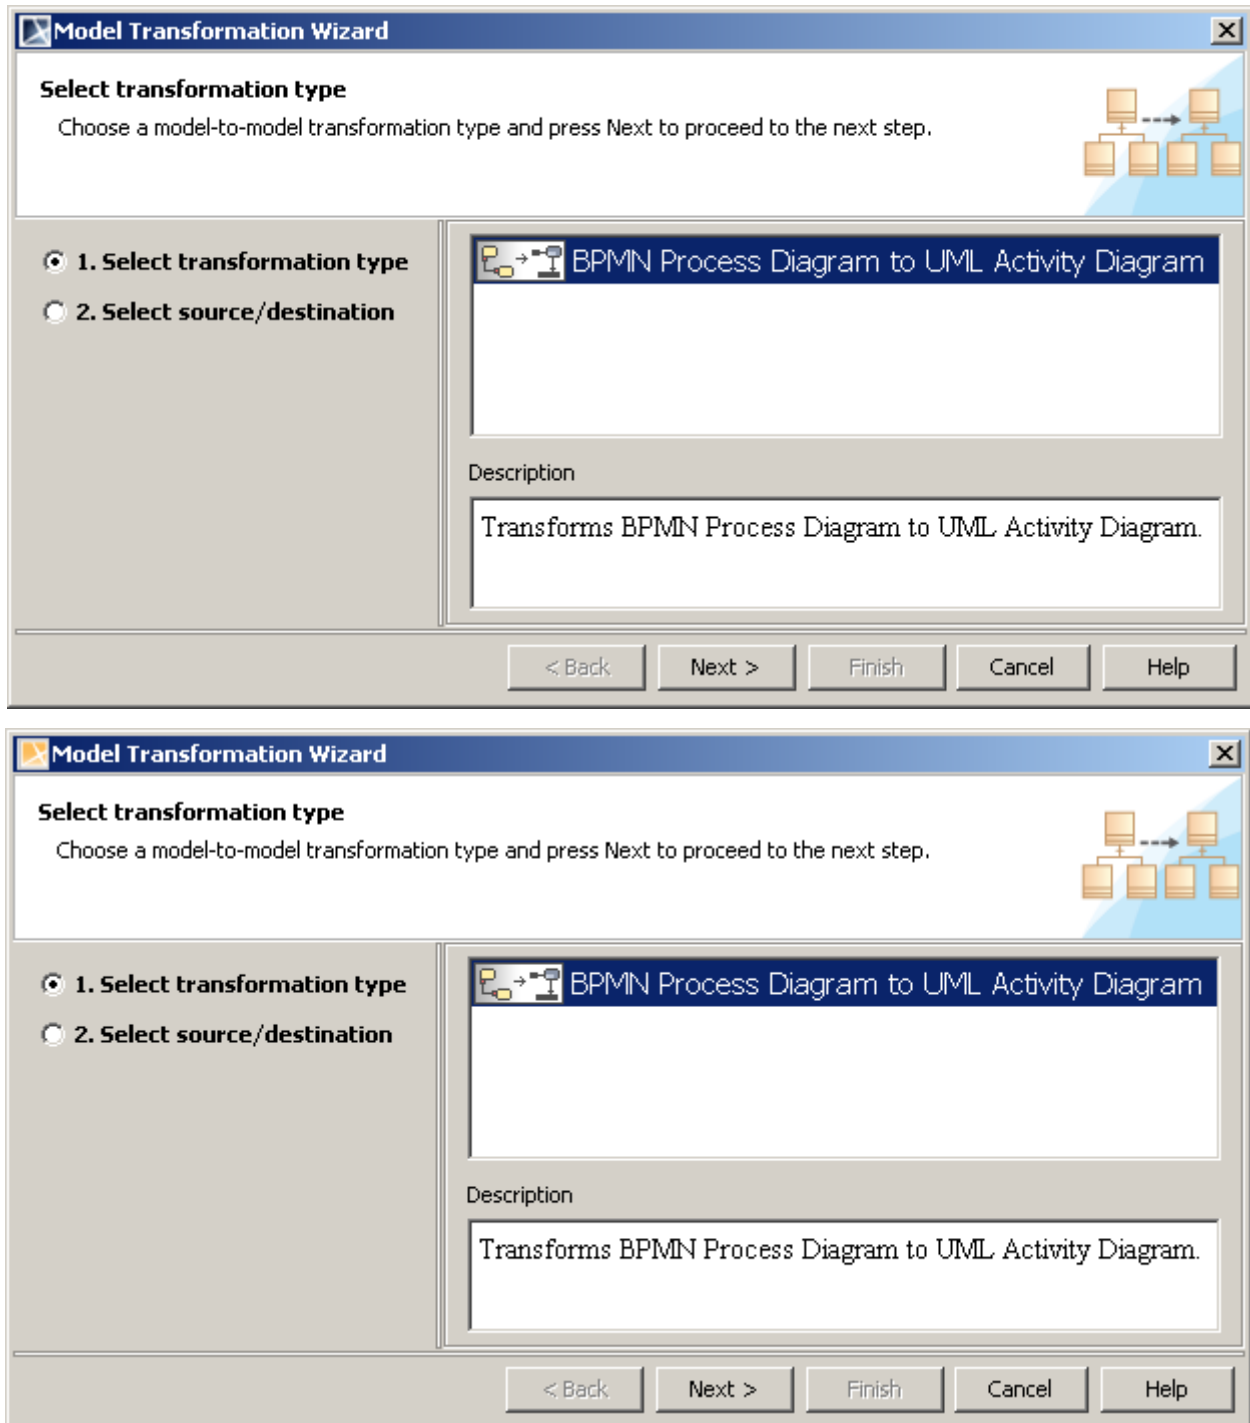 Model Transformation Wizard
Select transformation type
Choose a model-to-model transformation type and press Next to proceed to the next step.
1. Select transformation type
2. Select source/destination
BPMN Process Diagram to UML Activity Diagram
Description
Transforms BPMN Process Diagram to UML Activity Diagram.
< Back Next > Finish Cancel Help
Model Transformation Wizard
Select transformation type
Choose a model-to-model transformation type and press Next to proceed to the next step.
1. Select transformation type
2. Select source/destination
BPMN Process Diagram to UML Activity Diagram
Description
Transforms BPMN Process Diagram to UML Activity Diagram.
< Back Next > Finish Cancel Help